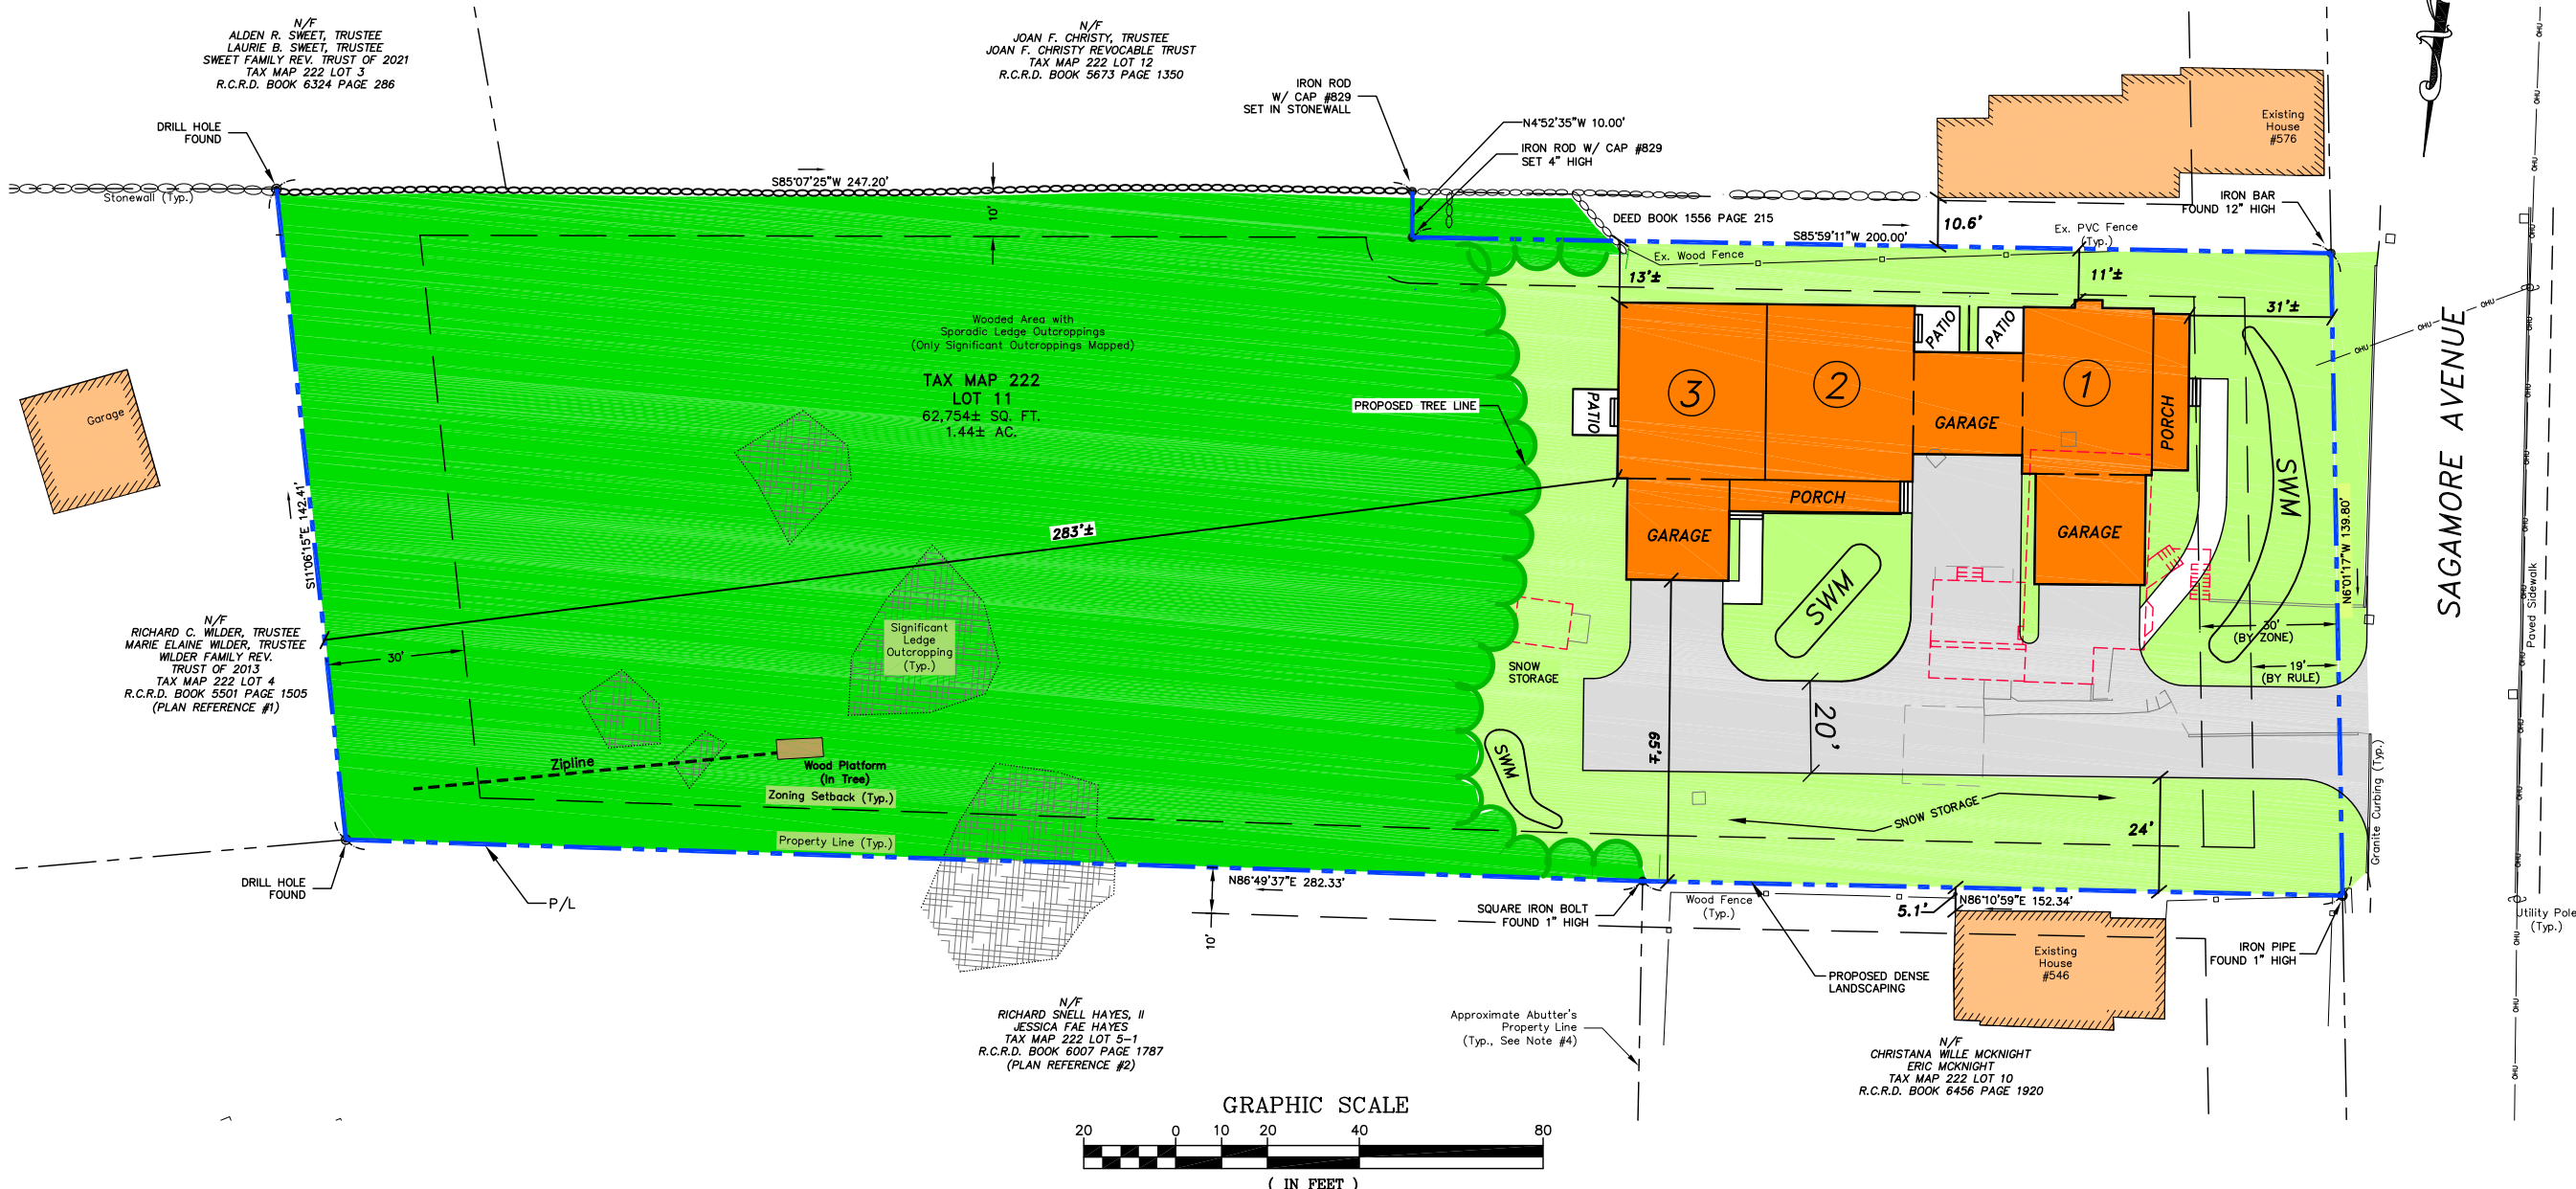 N/F
ALDEN R. SWEET, TRUSTEE
LAURIE B. SWEET, TRUSTEE
SWEET FAMILY REV. TRUST OF 2021
TAX MAP 222 LOT 3
R.C.R.D. BOOK 6324 PAGE 286
N/F
JOAN F. CHRISTY, TRUSTEE
JOAN F. CHRISTY REVOCABLE TRUST
TAX MAP 222 LOT 12
R.C.R.D. BOOK 5673 PAGE 1350
DRILL HOLE
FOUND
Stonewall (Typ.)
S85°07'25"W 247.20'
10'
IRON ROD
W/ CAP #829
SET IN STONEWALL
N4°52'35"W 10.00'
IRON ROD W/ CAP #829
SET 4" HIGH
DEED BOOK 1556 PAGE 215
S85°59'11"W 200.00'
10.6'
Existing
House
#576
IRON BAR
FOUND 12" HIGH
Ex. PVC Fence
(Typ.)
Ex. Wood Fence
13'±
11'±
31'±
Wooded Area with
Sporadic Ledge Outcroppings
(Only Significant Outcroppings Mapped)
TAX MAP 222
LOT 11
62,754± SQ. FT.
1.44± AC.
PROPOSED TREE LINE
PATIO
PATIO
PATIO
3
2
1
GARAGE
PORCH
PORCH
GARAGE
GARAGE
SWM
SWM
SWM
SAGAMORE AVENUE
OHU
OHU
OHU
OHU
OHU
OHU
OHU
OHU
OHU
OHU
OHU
OHU
OHU
OHU
Garage
S11°06'15"E 142.41'
283'±
N6°01'17"W 139.80'
Paved Sidewalk
30'
(BY ZONE)
19'
(BY RULE)
N/F
RICHARD C. WILDER, TRUSTEE
MARIE ELAINE WILDER, TRUSTEE
WILDER FAMILY REV.
TRUST OF 2013
TAX MAP 222 LOT 4
R.C.R.D. BOOK 5501 PAGE 1505
(PLAN REFERENCE #1)
30'
Significant
Ledge
Outcropping
(Typ.)
SNOW
STORAGE
20'
65'±
Zipline
Wood Platform
(In Tree)
Zoning Setback (Typ.)
Property Line (Typ.)
SNOW STORAGE
24'
Granite Curbing (Typ.)
DRILL HOLE
FOUND
P/L
N86°49'37"E 282.33'
10'
SQUARE IRON BOLT
FOUND 1" HIGH
Wood Fence
(Typ.)
5.1'
N86°10'59"E 152.34'
Utility Pole
(Typ.)
IRON PIPE
FOUND 1" HIGH
Existing
House
#546
PROPOSED DENSE
LANDSCAPING
Approximate Abutter's
Property Line
(Typ., See Note #4)
N/F
RICHARD SNELL HAYES, II
JESSICA FAE HAYES
TAX MAP 222 LOT 5-1
R.C.R.D. BOOK 6007 PAGE 1787
(PLAN REFERENCE #2)
N/F
CHRISTANA WILLE MCKNIGHT
ERIC MCKNIGHT
TAX MAP 222 LOT 10
R.C.R.D. BOOK 6456 PAGE 1920
GRAPHIC SCALE
20 0 10 20 40 80
( IN FEET )